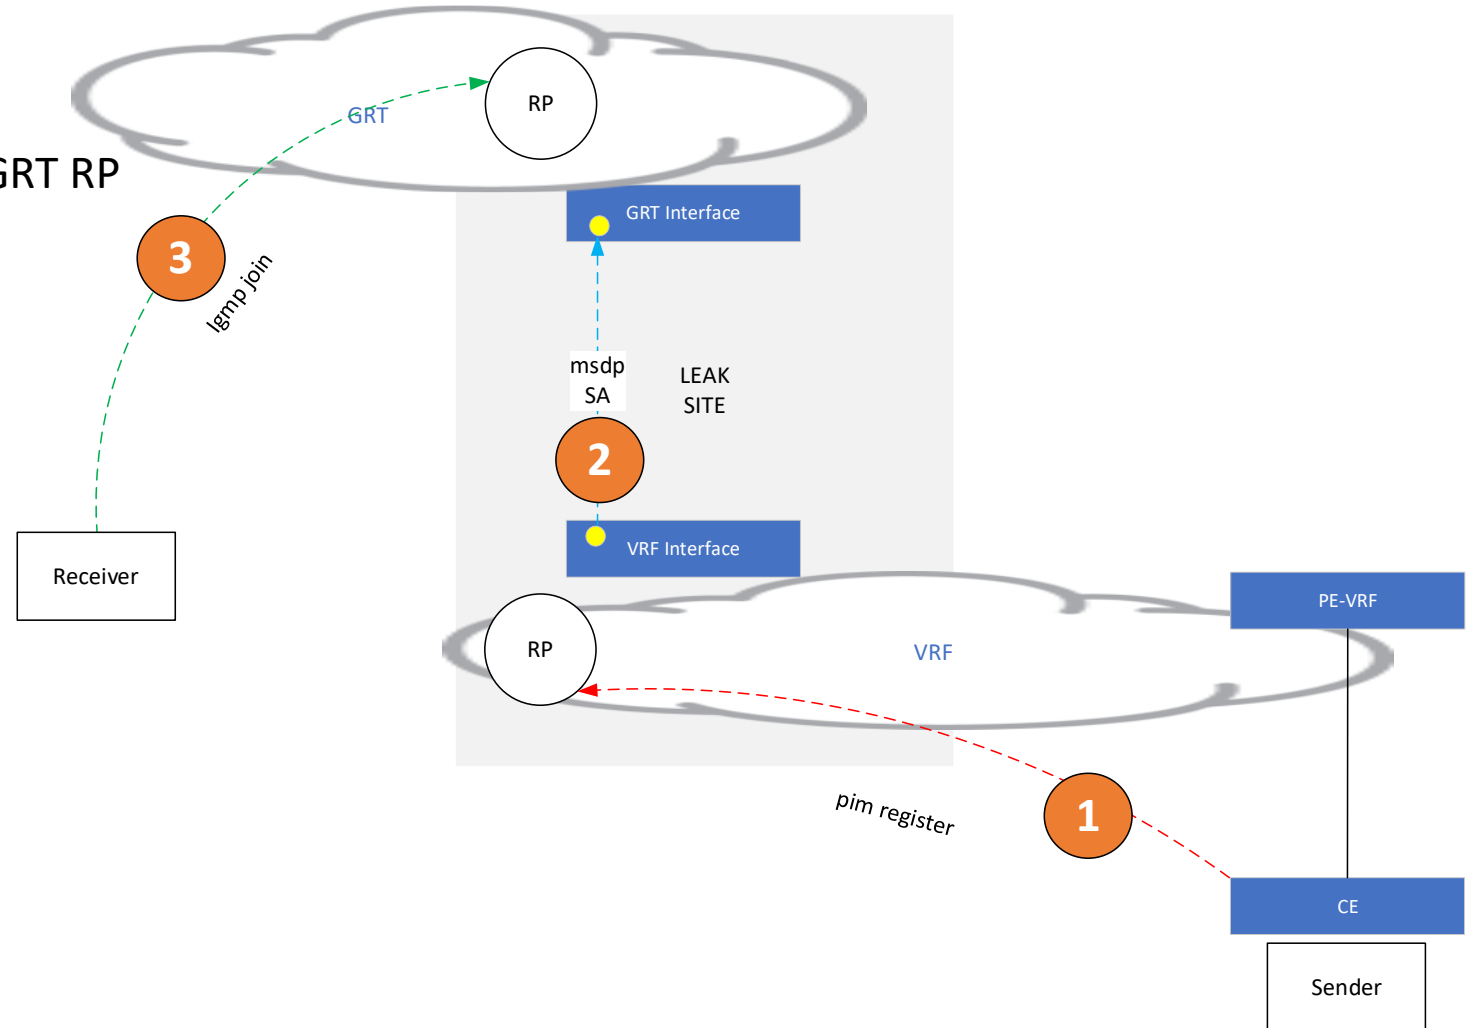 RP
GRT
GRT RP
GRT Interface
3
Igmp join
msdp
SA
LEAK
SITE
2
VRF Interface
Receiver
PE-VRF
RP
VRF
pim register
1
CE
Sender